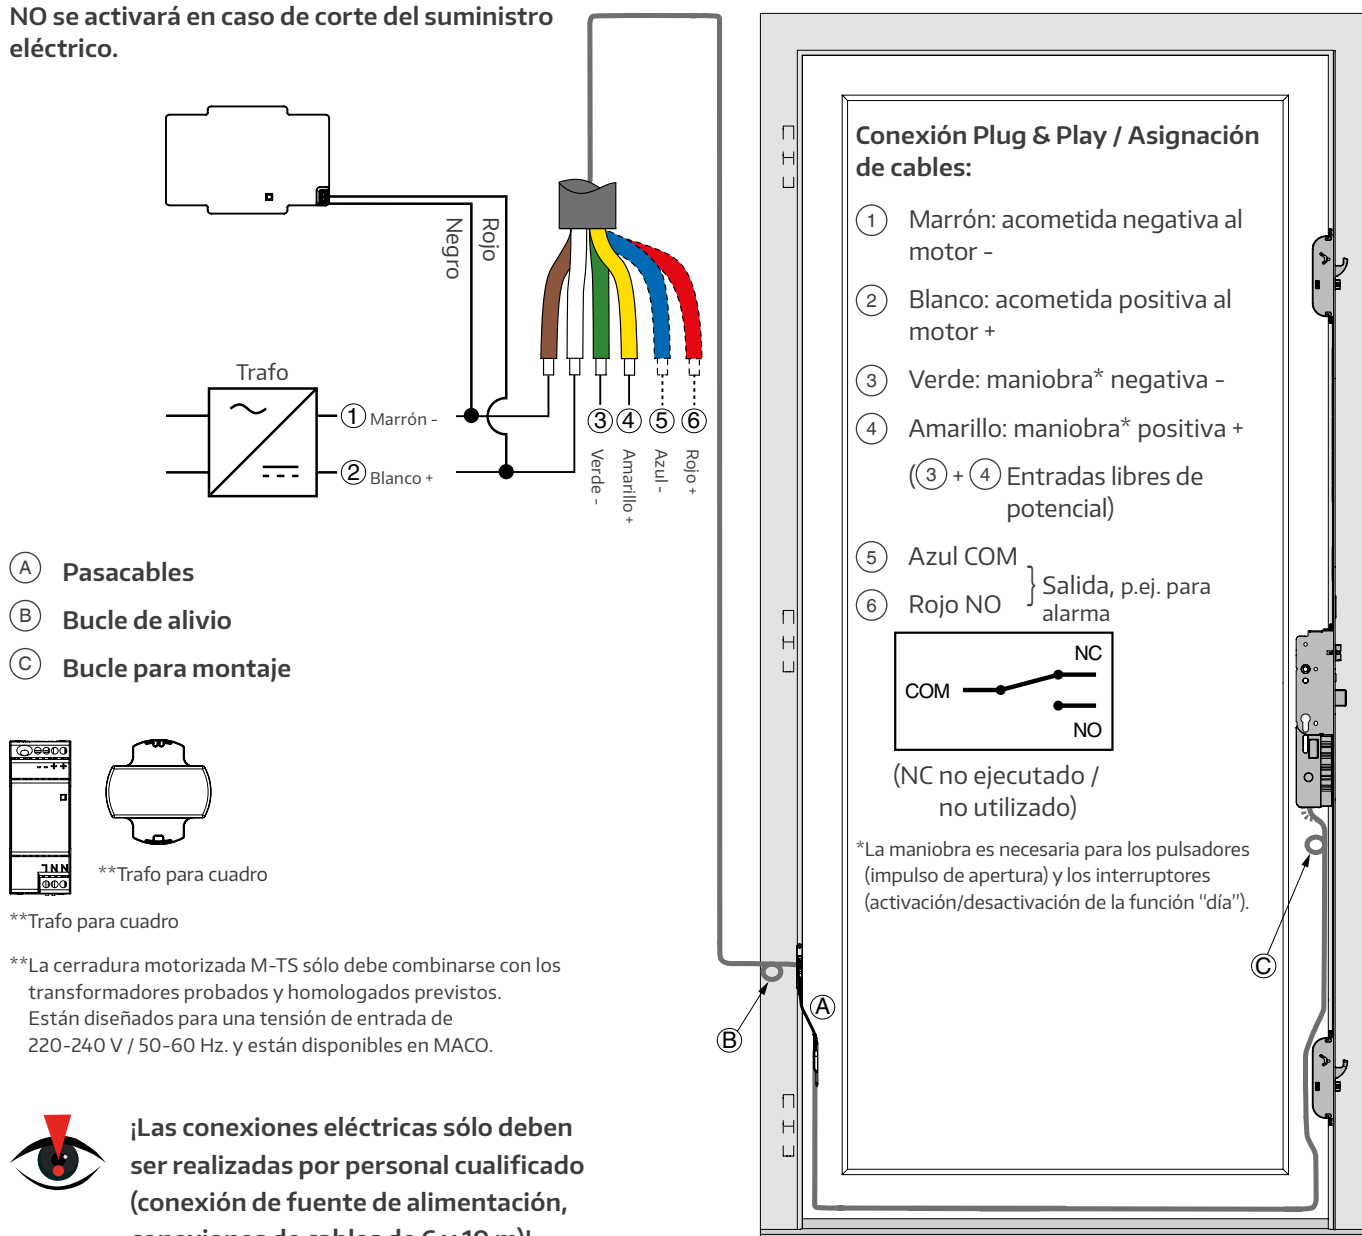 NO se activará en caso de corte del suministro
eléctrico.
Negro
Rojo
Trafo
1 Marrón -
2 Blanco +
3 4 5 6
Verde -
Amarillo +
Azul -
Rojo +
A Pasacables
B Bucle de alivio
C Bucle para montaje
- - + +
L N N
**Trafo para cuadro
**Trafo para cuadro
**La cerradura motorizada M-TS sólo debe combinarse con los
transformadores probados y homologados previstos.
Están diseñados para una tensión de entrada de
220-240 V / 50-60 Hz. y están disponibles en MACO.
¡Las conexiones eléctricas sólo deben
ser realizadas por personal cualificado
(conexión de fuente de alimentación,
conexiones de cables de 6 y 10 m)!
Conexión Plug & Play / Asignación
de cables:
1 Marrón: acometida negativa al
motor -
2 Blanco: acometida positiva al
motor +
3 Verde: maniobra* negativa -
4 Amarillo: maniobra* positiva +
(3 + 4 Entradas libres de
potencial)
5 Azul COM
6 Rojo NO
} Salida, p.ej. para
alarma
NC
COM
NO
(NC no ejecutado /
no utilizado)
*La maniobra es necesaria para los pulsadores
(impulso de apertura) y los interruptores
(activación/desactivación de la función “día”).
A
B
C